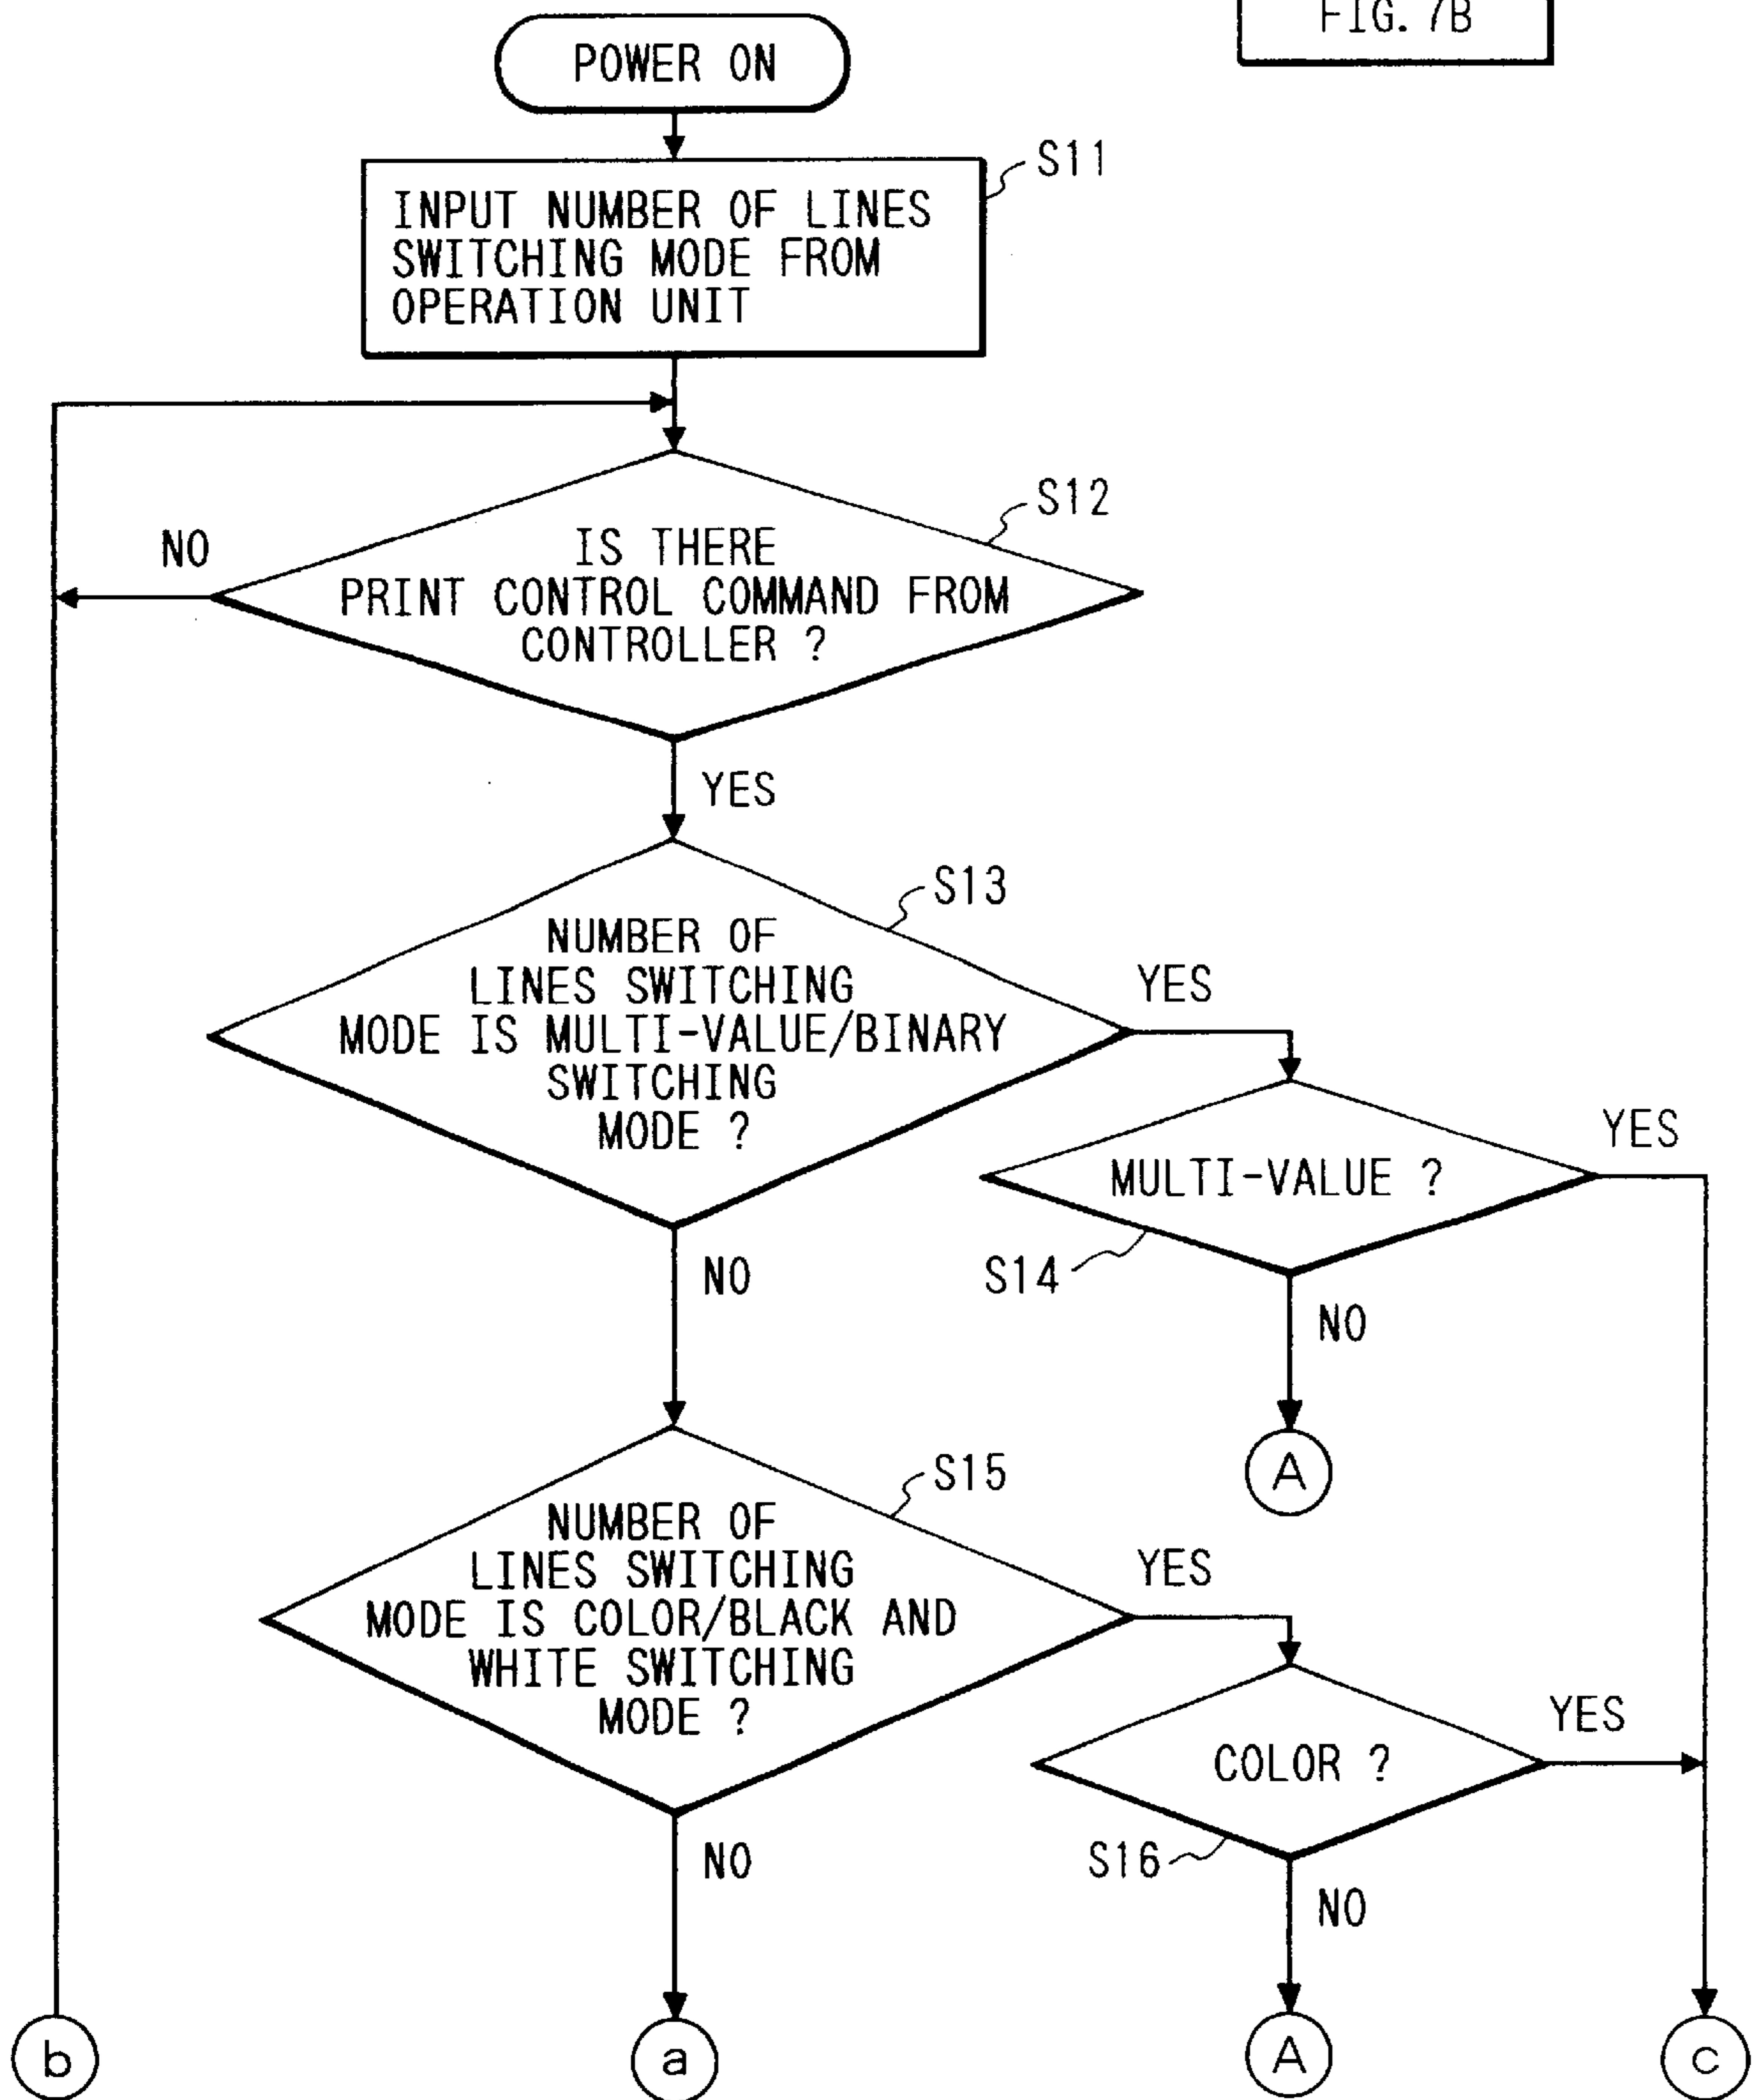 FIG. 7B
POWER ON
S11
INPUT NUMBER OF LINES
SWITCHING MODE FROM
OPERATION UNIT
S12
NO
IS THERE
PRINT CONTROL COMMAND FROM
CONTROLLER ?
YES
S13
NUMBER OF
LINES SWITCHING
MODE IS MULTI-VALUE/BINARY
SWITCHING
MODE ?
YES
YES
MULTI-VALUE ?
S14
NO
NO
A
S15
NUMBER OF
LINES SWITCHING
MODE IS COLOR/BLACK AND
WHITE SWITCHING
MODE ?
YES
YES
COLOR ?
S16
NO
NO
b
a
A
c